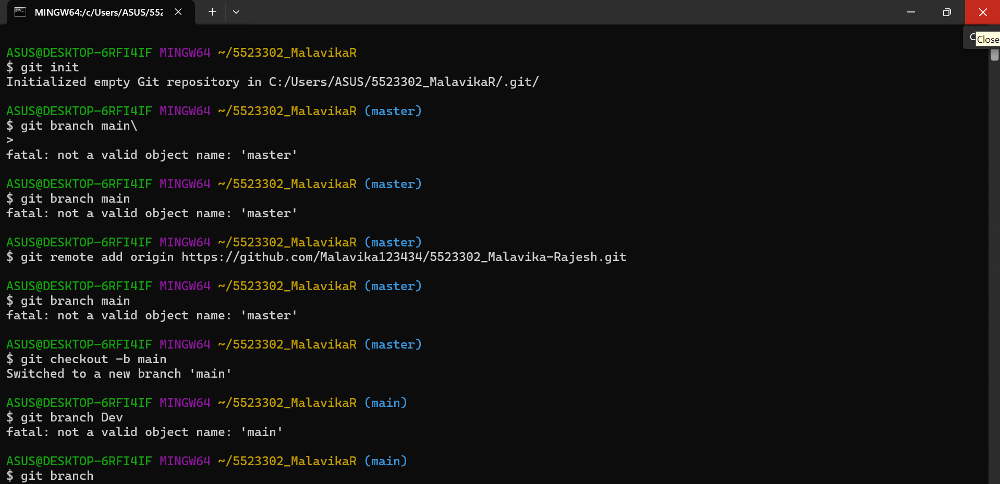 MINGW64:/c/Users/ASUS/552
Close
ASUS@DESKTOP-6RFI4IF MINGW64 ~/5523302_MalavikaR
$ git init
Initialized empty Git repository in C:/Users/ASUS/5523302_MalavikaR/.git/
ASUS@DESKTOP-6RFI4IF MINGW64 ~/5523302_MalavikaR (master)
$ git branch main\
>
fatal: not a valid object name: 'master'
ASUS@DESKTOP-6RFI4IF MINGW64 ~/5523302_MalavikaR (master)
$ git branch main
fatal: not a valid object name: 'master'
ASUS@DESKTOP-6RFI4IF MINGW64 ~/5523302_MalavikaR (master)
$ git remote add origin https://github.com/Malavika123434/5523302_Malavika-Rajesh.git
ASUS@DESKTOP-6RFI4IF MINGW64 ~/5523302_MalavikaR (master)
$ git branch main
fatal: not a valid object name: 'master'
ASUS@DESKTOP-6RFI4IF MINGW64 ~/5523302_MalavikaR (master)
$ git checkout -b main
Switched to a new branch 'main'
ASUS@DESKTOP-6RFI4IF MINGW64 ~/5523302_MalavikaR (main)
$ git branch Dev
fatal: not a valid object name: 'main'
ASUS@DESKTOP-6RFI4IF MINGW64 ~/5523302_MalavikaR (main)
$ git branch